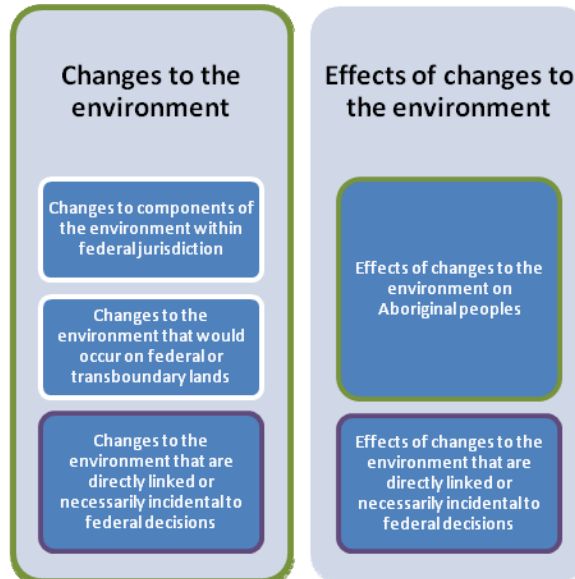 Changes to the
environment
Changes to components of
the environment within
federal jurisdiction
Changes to the
environment that would
occur on federal or
transboundary lands
Changes to the
environment that are
directly linked or
necessarily incidental to
federal decisions
Effects of changes to
the environment
Effects of changes to the
environment on
Aboriginal peoples
Effects of changes to the
environment that are
directly linked or
necessarily incidental to
federal decisions